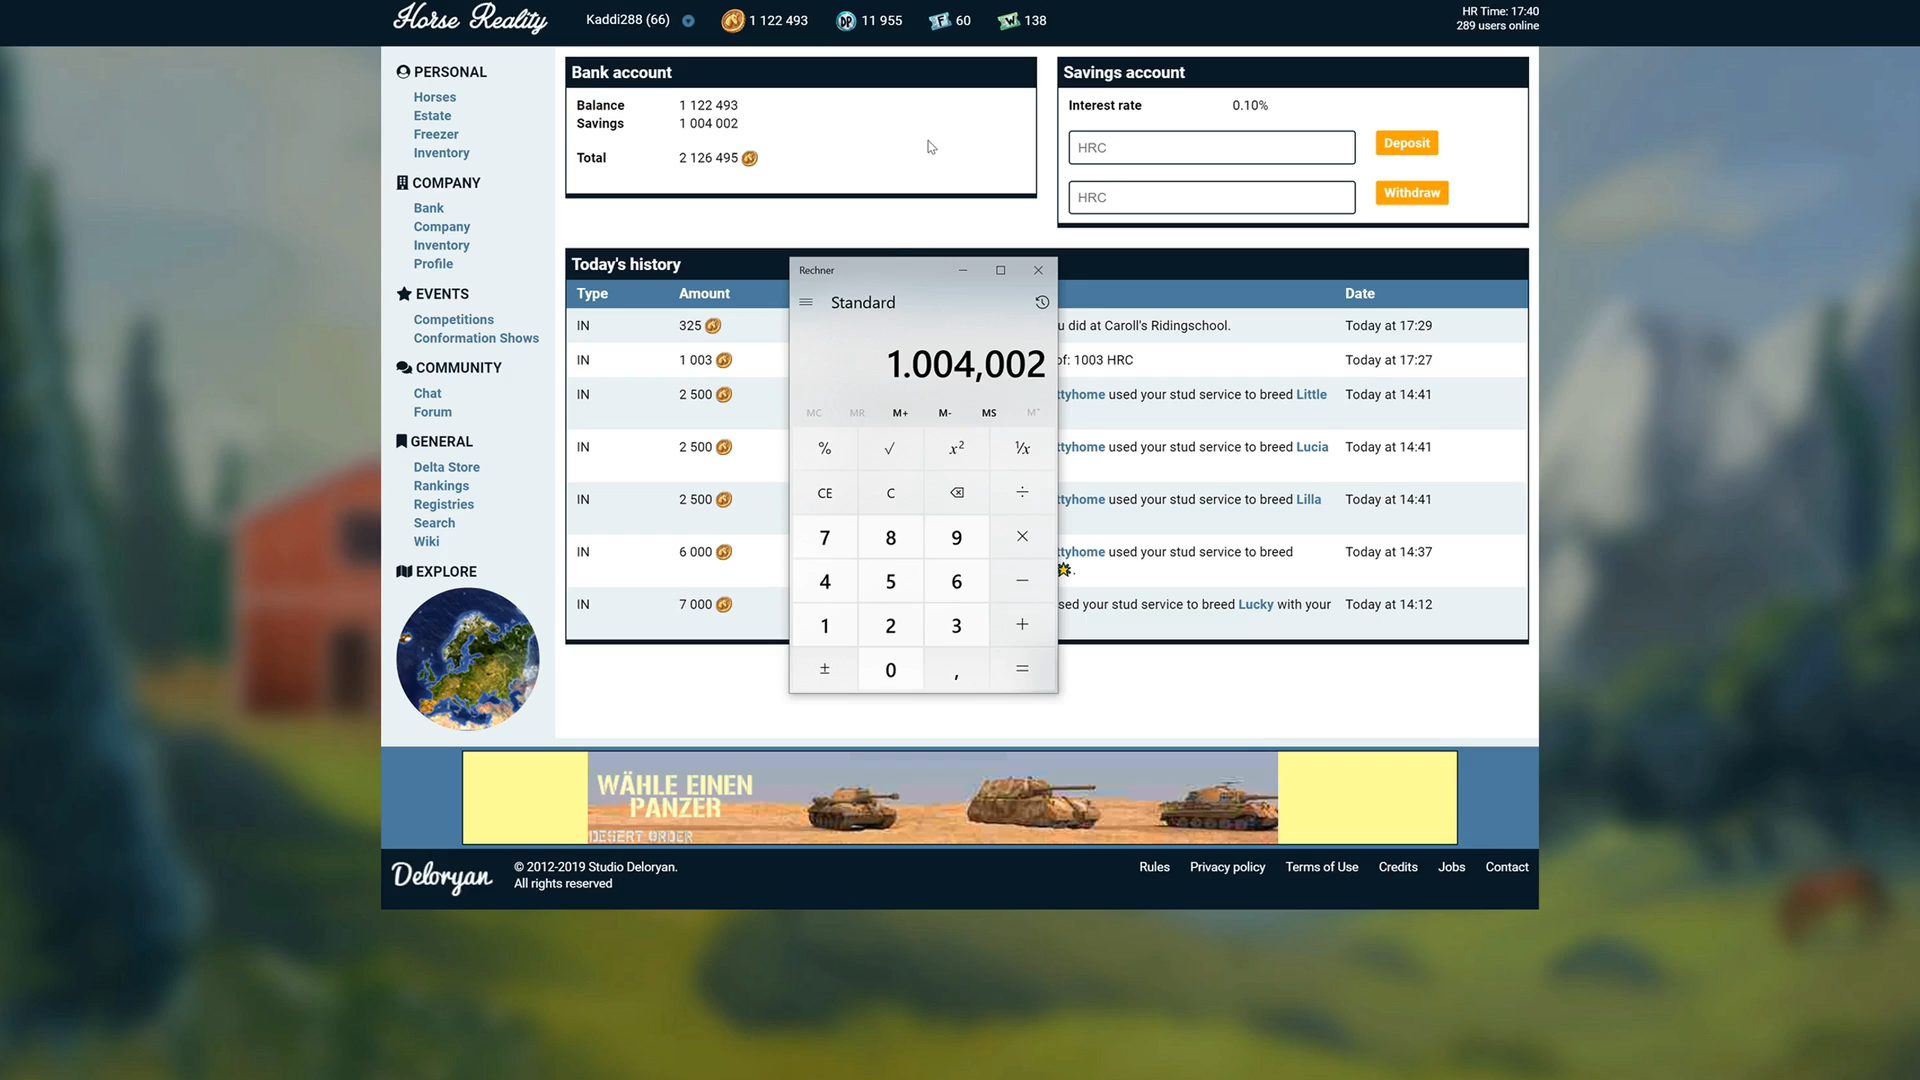 Horse Reality
Kaddi288 (66)
1 122 493
11 955
60
138
HR Time: 17:40
289 users online
PERSONAL
Horses
Estate
Freezer
Inventory
COMPANY
Bank
Company
Inventory
Profile
EVENTS
Competitions
Conformation Shows
COMMUNITY
Chat
Forum
GENERAL
Delta Store
Rankings
Registries
Search
Wiki
EXPLORE
Bank account
Balance 1 122 493
Savings 1 004 002
Total 2 126 495
Savings account
Interest rate 0.10%
HRC Deposit
HRC Withdraw
Today's history
Type Amount Date
IN 325 u did at Caroll's Ridingschool. Today at 17:29
IN 1 003 of: 1003 HRC Today at 17:27
IN 2 500 ttyhome used your stud service to breed Little Today at 14:41
IN 2 500 ttyhome used your stud service to breed Lucia Today at 14:41
IN 2 500 ttyhome used your stud service to breed Lilla Today at 14:41
IN 6 000 ttyhome used your stud service to breed Today at 14:37
.
IN 7 000 sed your stud service to breed Lucky with your Today at 14:12
Rechner
Standard
1.004,002
MC MR M+ M- MS M˅
% √ x² ¹/x
CE C ÷
7 8 9 ×
4 5 6 −
1 2 3 +
± 0 , =
WÄHLE EINEN
PANZER
DESERT ORDER
Deloryan
© 2012-2019 Studio Deloryan.
All rights reserved
Rules Privacy policy Terms of Use Credits Jobs Contact